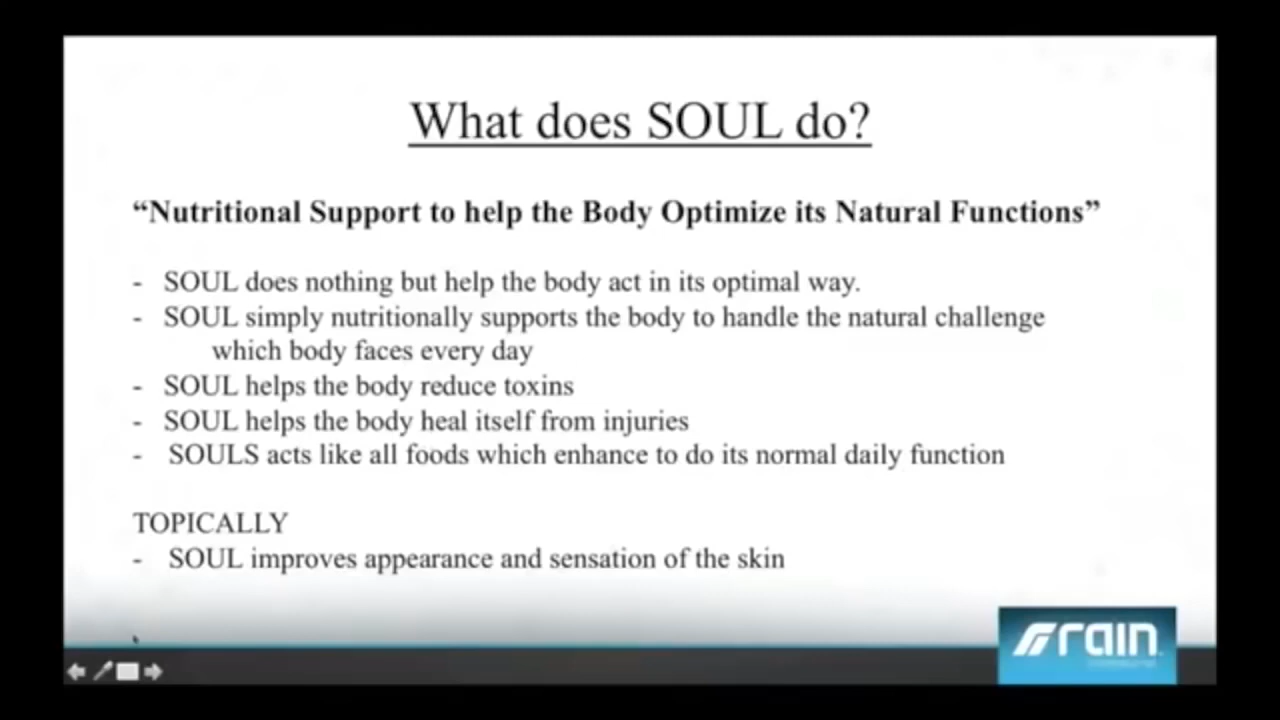 What does SOUL do?
“Nutritional Support to help the Body Optimize its Natural Functions”
- SOUL does nothing but help the body act in its optimal way.
- SOUL simply nutritionally supports the body to handle the natural challenge
which body faces every day
- SOUL helps the body reduce toxins
- SOUL helps the body heal itself from injuries
- SOULS acts like all foods which enhance to do its normal daily function
TOPICALLY
- SOUL improves appearance and sensation of the skin
rain